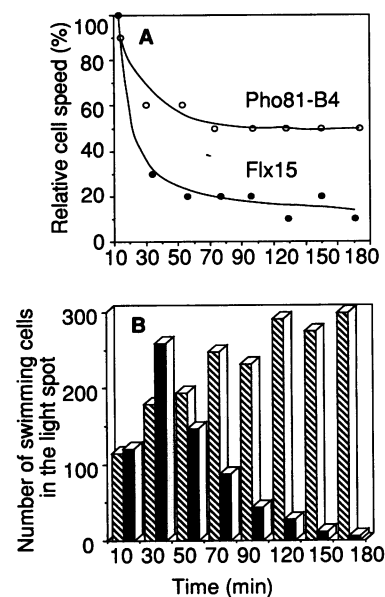 Relative cell speed (%)
100
80
60
40
20
0
A
Pho81-B4
Flx15
10 30 50 70 90 120 150 180
Number of swimming cells
in the light spot
300
200
100
0
B
10 30 50 70 90 120 140 180
Time (min)